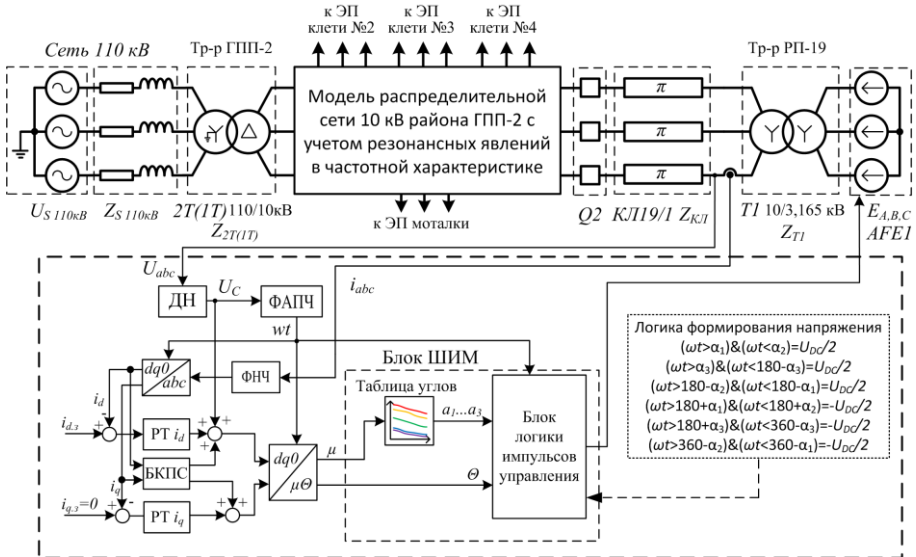 к ЭП клети №2
к ЭП клети №3
к ЭП клети №4
Сеть 110 кВ
Тр-р ГПП-2
Тр-р РП-19
Модель распределительной
сети 10 кВ района ГПП-2 с
учетом резонансных явлений
в частотной характеристике
π
π
π
U_S 110кВ
Z_S 110кВ
2Т(1Т) 110/10кВ
Z_2T(1T)
к ЭП моталки
Q2
КЛ19/1 Z_КЛ
Т1 10/3,165 кВ
Z_T1
E_A,B,C
AFE1
U_abc
ДН
U_C
ФАПЧ
i_abc
wt
dq0
abc
ФНЧ
Блок ШИМ
Таблица углов
a_1...a_3
Блок
логики
импульсов
управления
Логика формирования напряжения
(ωt>α_1)&(ωt<α_2)=U_DC/2
(ωt>α_3)&(ωt<180-α_3)=U_DC/2
(ωt>180-α_2)&(ωt<180-α_1)=U_DC/2
(ωt>180+α_1)&(ωt<180+α_2)=-U_DC/2
(ωt>180+α_3)&(ωt<360-α_3)=-U_DC/2
(ωt>360-α_2)&(ωt<360-α_1)=-U_DC/2
i_d
i_d.з
+
-
РТ i_d
+
+
+
БКПС
i_q
i_q.з=0
+
-
РТ i_q
+
+
dq0
μΘ
μ
Θ